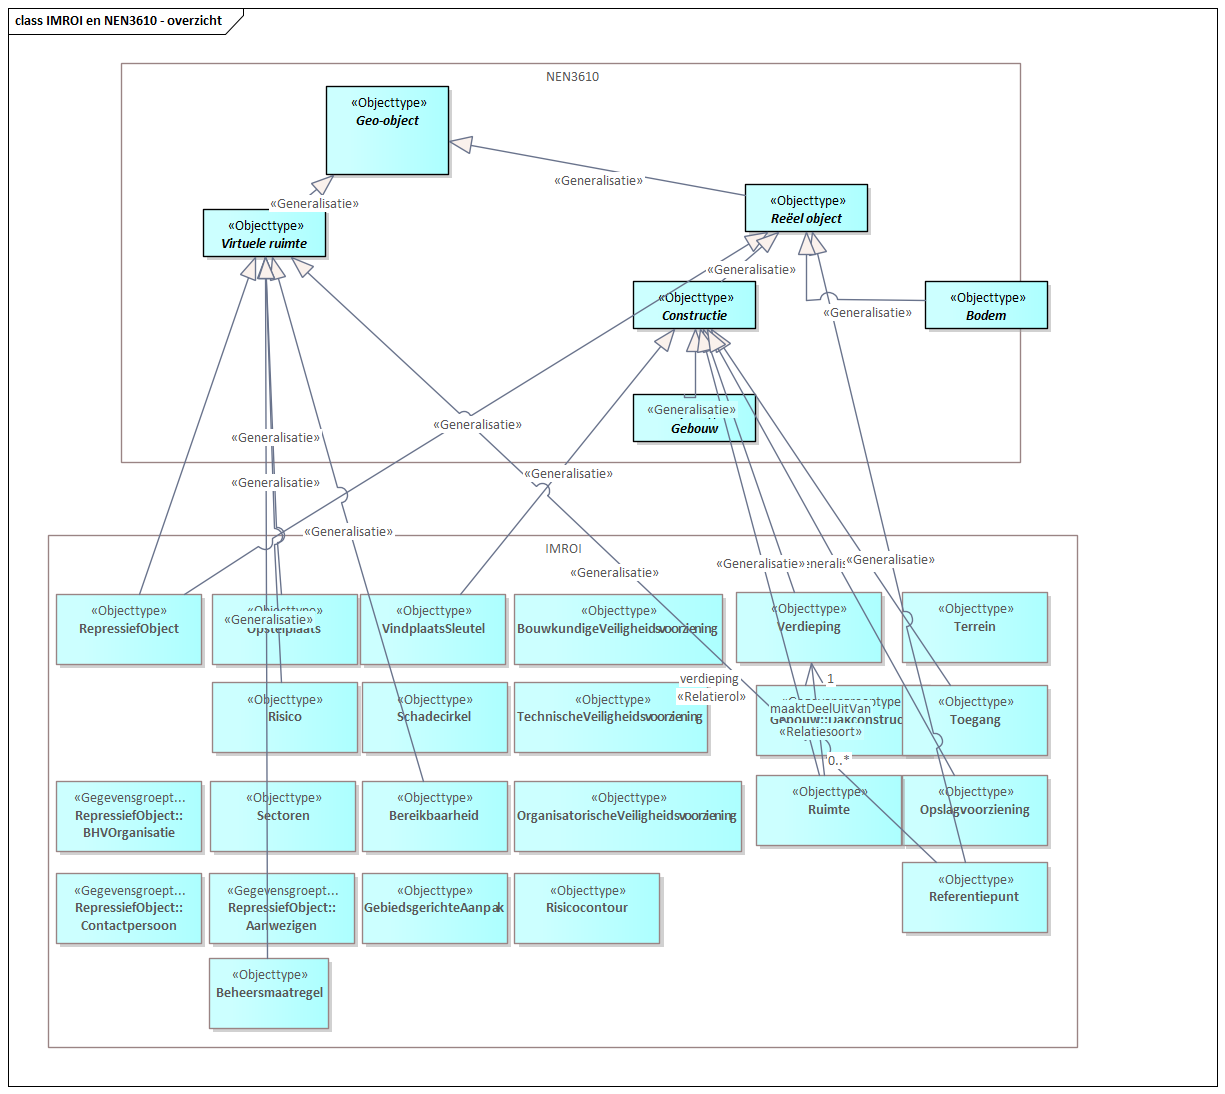 class IMROI en NEN3610 - overzicht
NEN3610
«Objecttype»
Geo-object
«Generalisatie»
«Objecttype»
Reëel object
«Generalisatie»
«Objecttype»
Virtuele ruimte
«Generalisatie»
«Objecttype»
Constructie
«Objecttype»
Bodem
«Generalisatie»
«Generalisatie»
Gebouw
«Generalisatie»
«Generalisatie»
«Generalisatie»
«Generalisatie»
«Generalisatie»
IMROI
«Generalisatie»
«Generalisatie»
«Generalisatie»
«Objecttype»
RepressiefObject
«Objecttype»
Opstelplaats
«Generalisatie»
«Objecttype»
VindplaatsSleutel
«Objecttype»
BouwkundigeVeiligheidsvoorziening
«Objecttype»
Verdieping
«Objecttype»
Terrein
«Objecttype»
Risico
«Objecttype»
Schadecirkel
«Objecttype»
TechnischeVeiligheidsvoorziening
verdieping
«Relatierol»
1
maaktDeelUitVan
«Relatiesoort»
0..*
«Objecttype»
Toegang
«Gegevensgroept...
RepressiefObject::
BHVOrganisatie
«Objecttype»
Sectoren
«Objecttype»
Bereikbaarheid
«Objecttype»
OrganisatorischeVeiligheidsvoorziening
«Objecttype»
Ruimte
«Objecttype»
Opslagvoorziening
«Gegevensgroept...
RepressiefObject::
Contactpersoon
«Gegevensgroept...
RepressiefObject::
Aanwezigen
«Objecttype»
GebiedsgerichteAanpak
«Objecttype»
Risicocontour
«Objecttype»
Referentiepunt
«Objecttype»
Beheersmaatregel